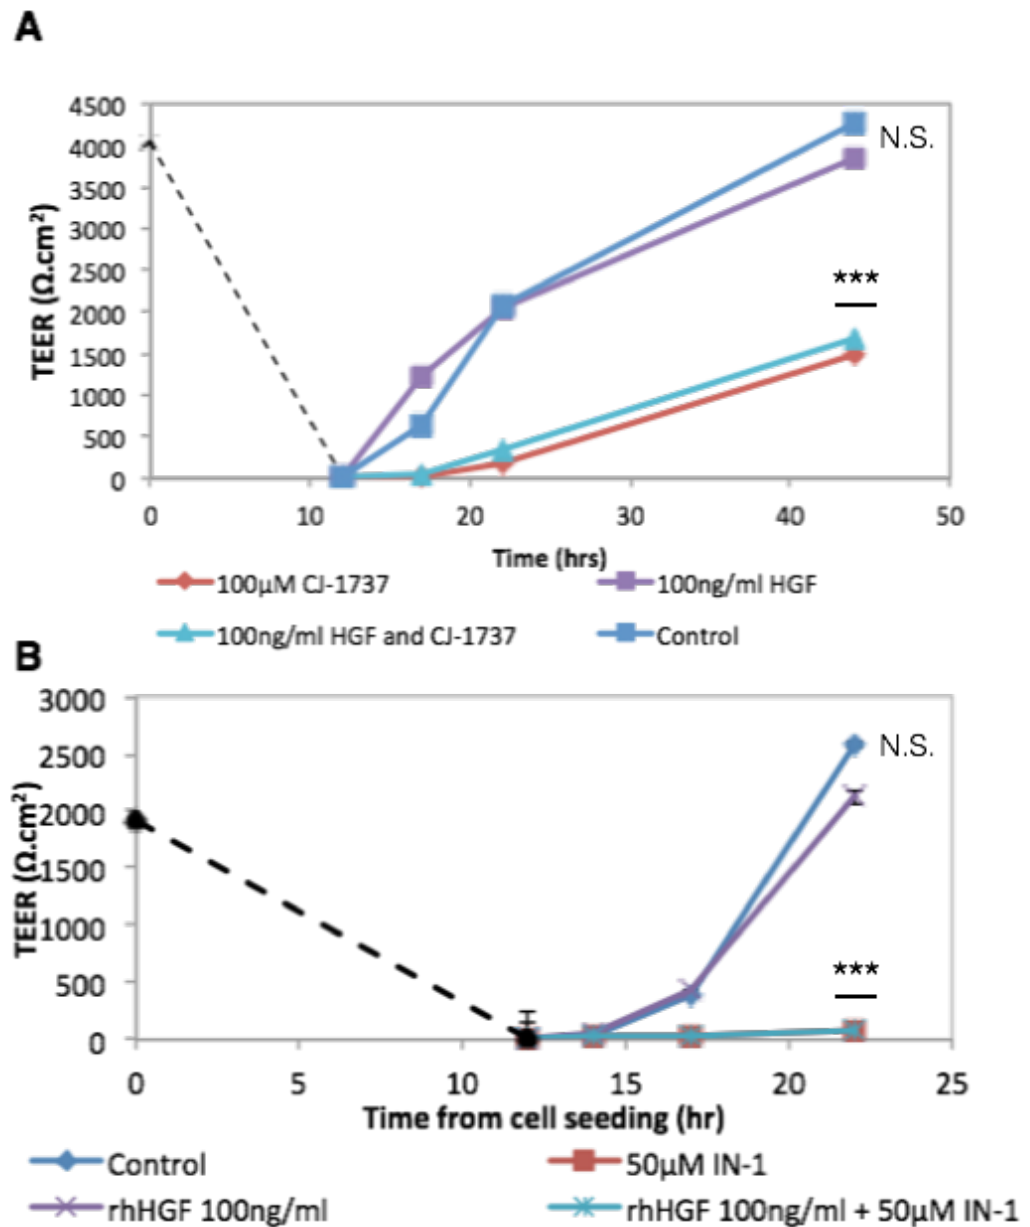 A
4500
4000
3500
3000
2500
2000
1500
1000
500
0
TEER (Ω.cm²)
N.S.
***
0 10 20 30 40 50
Time (hrs)
100µM CJ-1737 100ng/ml HGF
100ng/ml HGF and CJ-1737 Control
B
3000
2500
2000
1500
1000
500
0
TEER (Ω.cm²)
N.S.
***
0 5 10 15 20 25
Time from cell seeding (hr)
Control 50µM IN-1
rhHGF 100ng/ml rhHGF 100ng/ml + 50µM IN-1